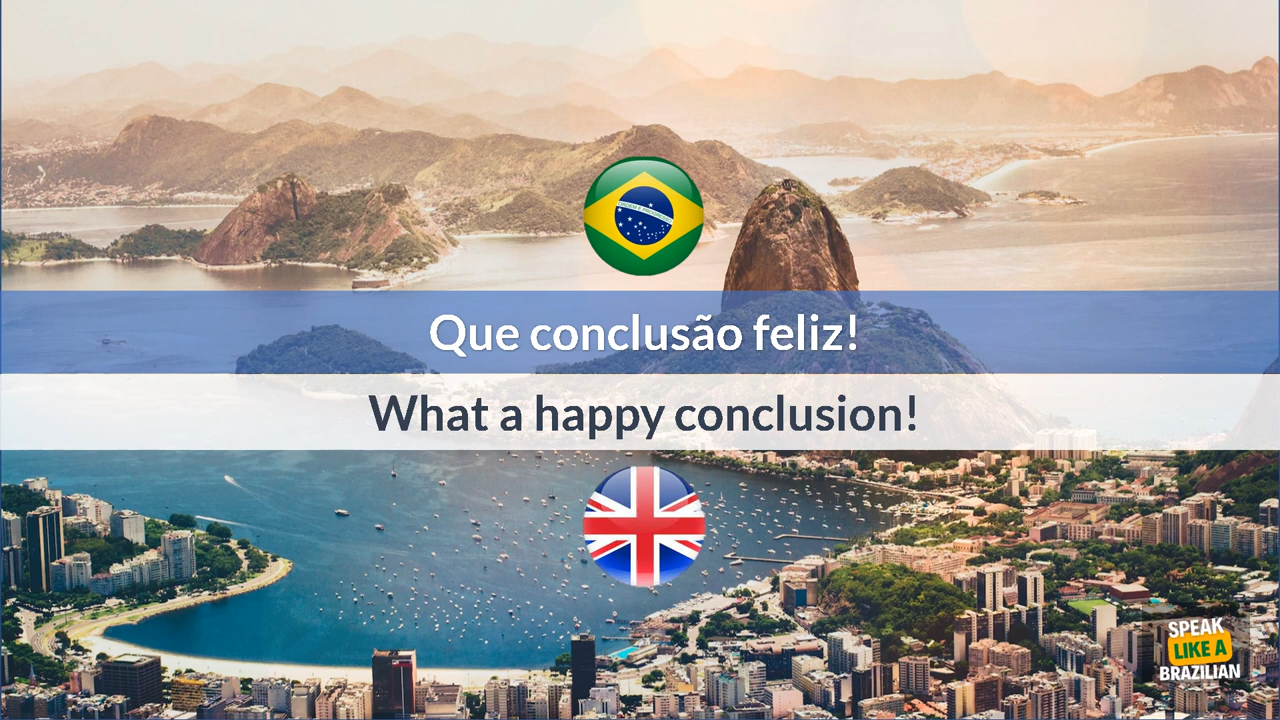 Que conclusão feliz!
What a happy conclusion!
SPEAK
LIKE A
BRAZILIAN